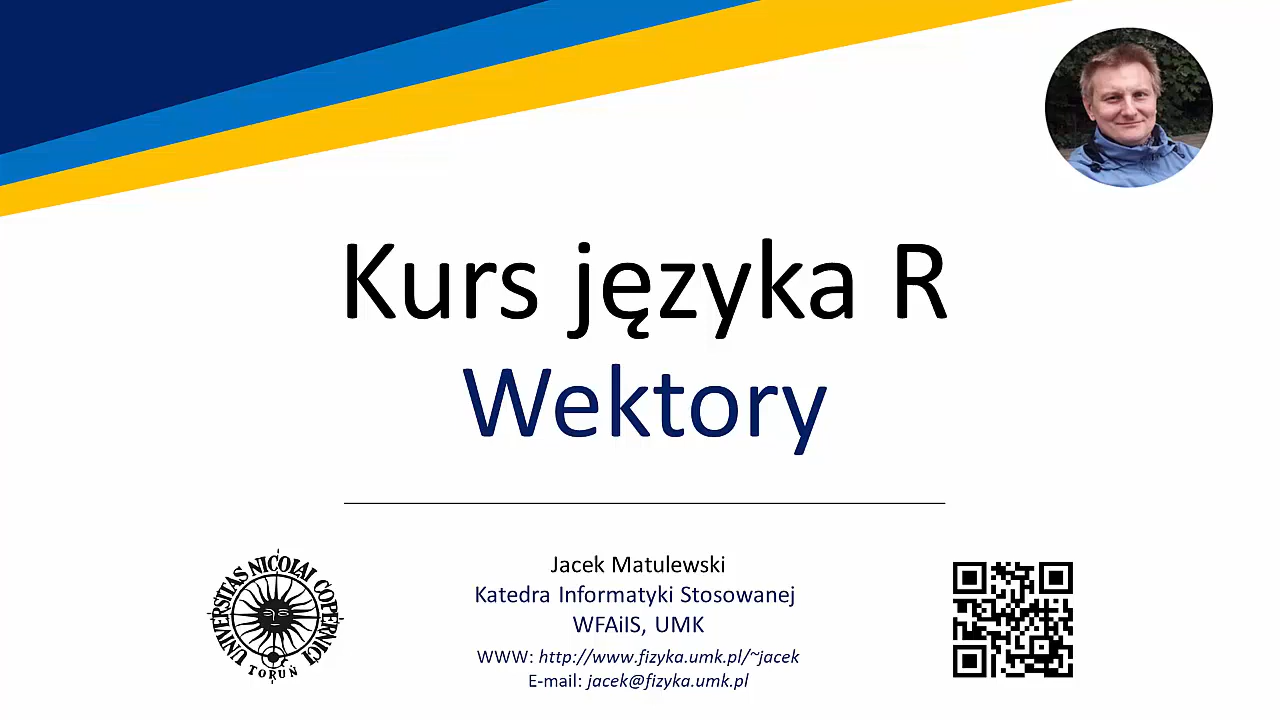 Kurs języka R
Wektory
UNIVERSITAS NICOLAI COPERNICI
TORUŃ
Jacek Matulewski
Katedra Informatyki Stosowanej
WFAiIS, UMK
WWW: http://www.fizyka.umk.pl/~jacek
E-mail: jacek@fizyka.umk.pl